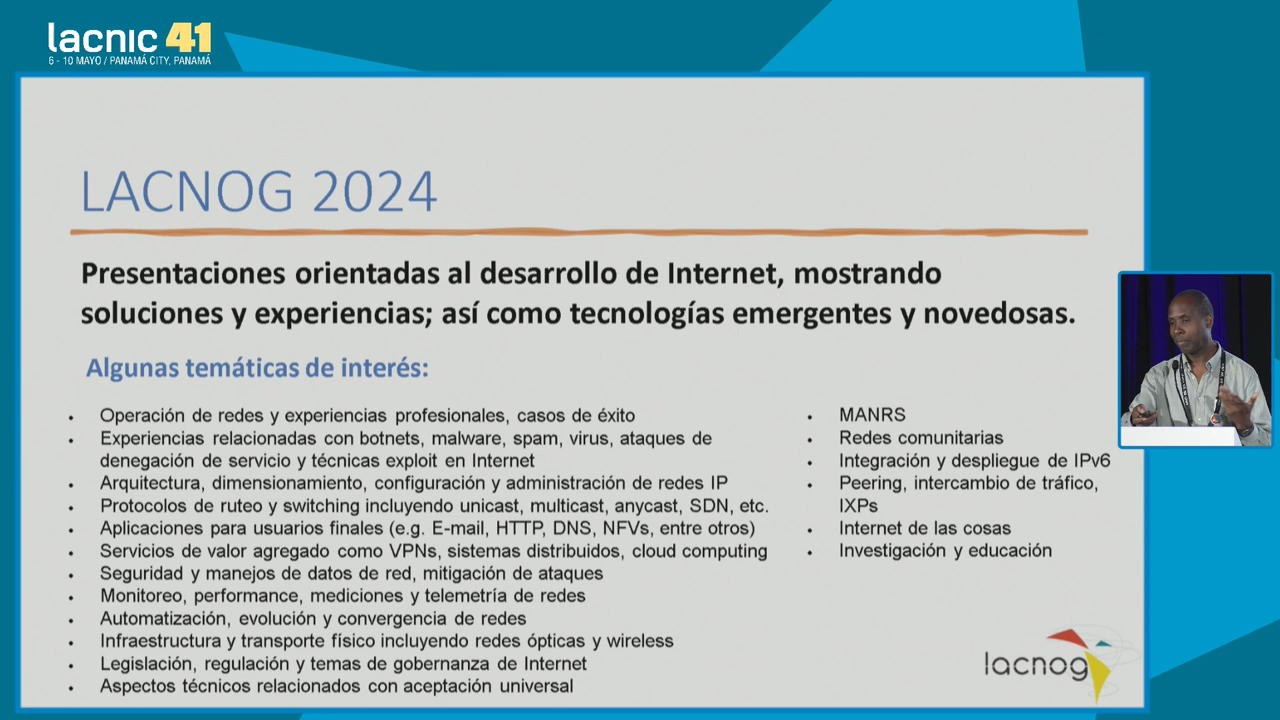 lacnic 41
6 - 10 MAYO / PANAMÁ CITY, PANAMÁ
LACNOG 2024
Presentaciones orientadas al desarrollo de Internet, mostrando
soluciones y experiencias; así como tecnologías emergentes y novedosas.
Algunas temáticas de interés:
• Operación de redes y experiencias profesionales, casos de éxito
• Experiencias relacionadas con botnets, malware, spam, virus, ataques de
denegación de servicio y técnicas exploit en Internet
• Arquitectura, dimensionamiento, configuración y administración de redes IP
• Protocolos de ruteo y switching incluyendo unicast, multicast, anycast, SDN, etc.
• Aplicaciones para usuarios finales (e.g. E-mail, HTTP, DNS, NFVs, entre otros)
• Servicios de valor agregado como VPNs, sistemas distribuidos, cloud computing
• Seguridad y manejos de datos de red, mitigación de ataques
• Monitoreo, performance, mediciones y telemetría de redes
• Automatización, evolución y convergencia de redes
• Infraestructura y transporte físico incluyendo redes ópticas y wireless
• Legislación, regulación y temas de gobernanza de Internet
• Aspectos técnicos relacionados con aceptación universal
• MANRS
• Redes comunitarias
• Integración y despliegue de IPv6
• Peering, intercambio de tráfico,
IXPs
• Internet de las cosas
• Investigación y educación
lacnog